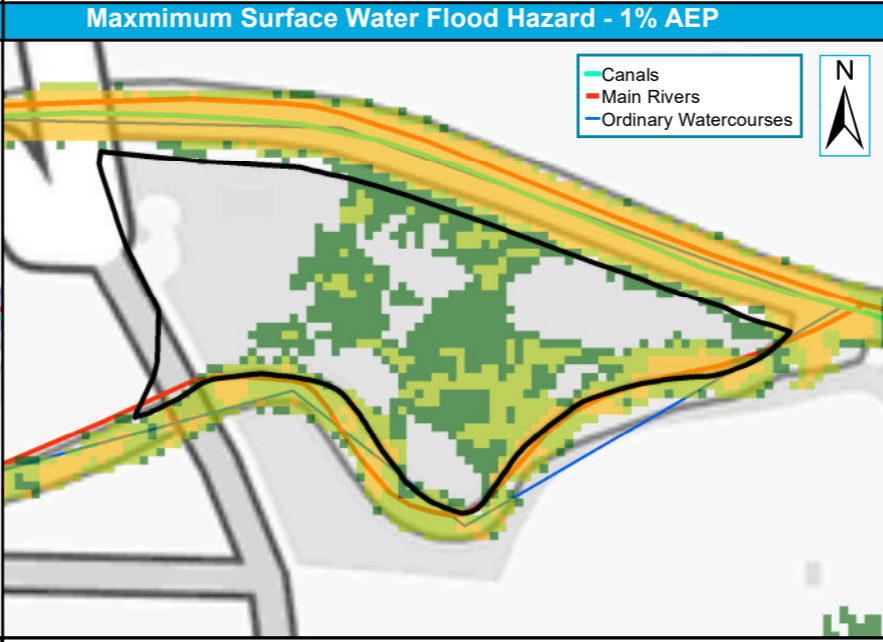 Maxmimum Surface Water Flood Hazard - 1% AEP
Canals
Main Rivers
Ordinary Watercourses
N